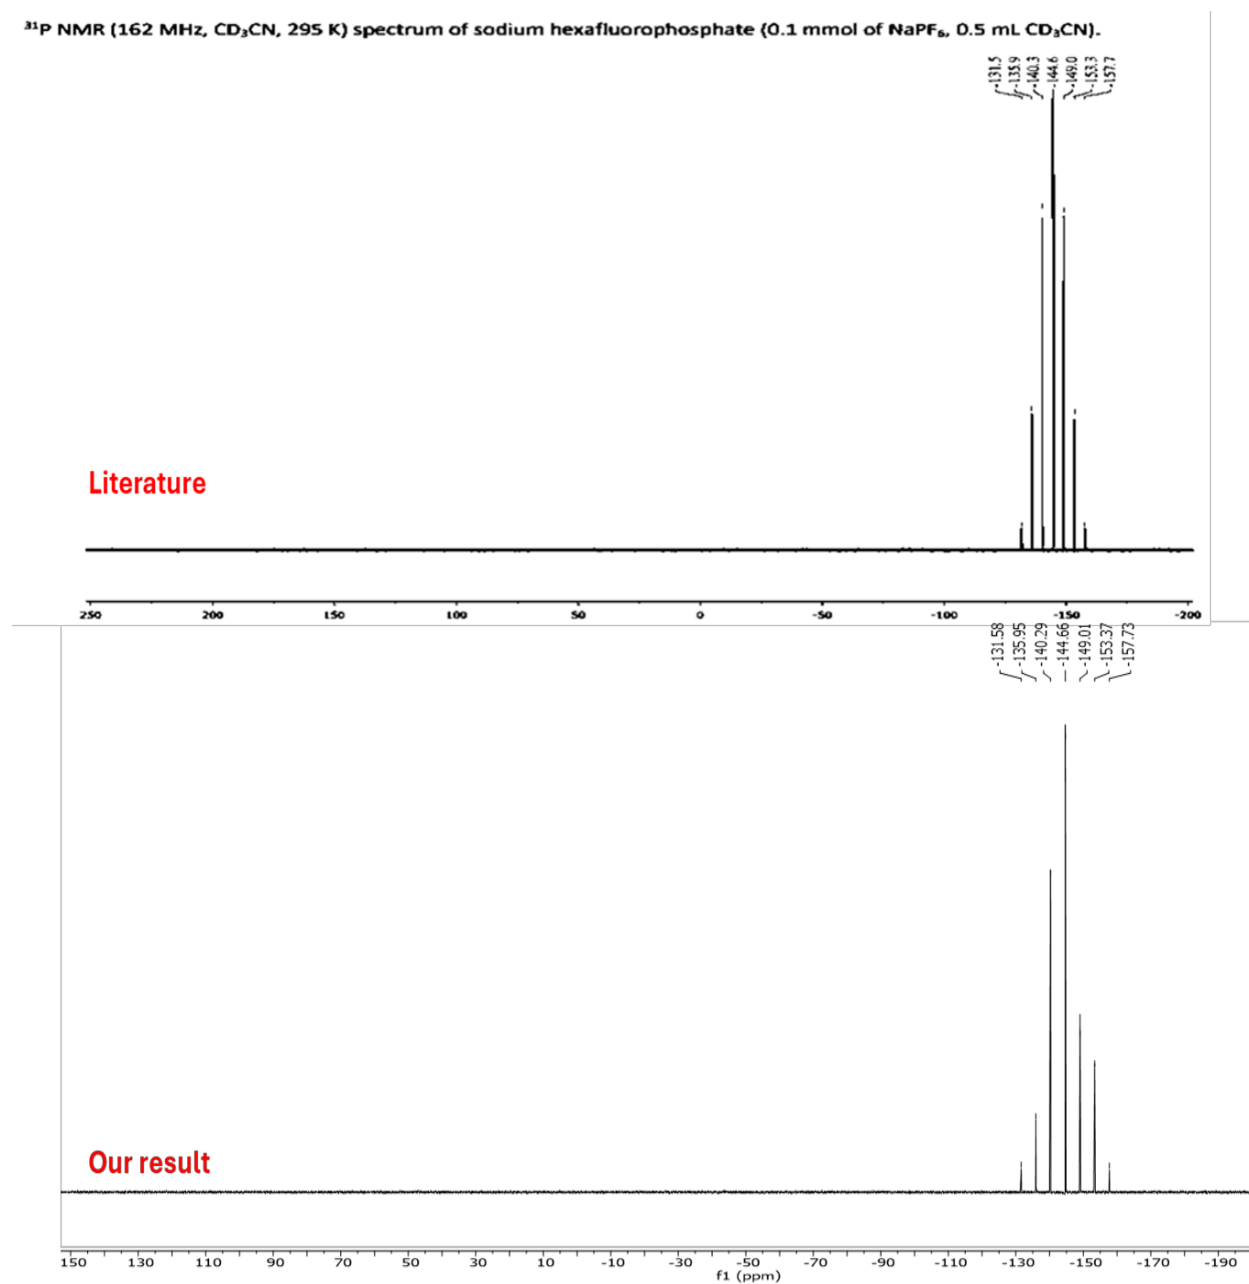 ³¹P NMR (162 MHz, CD₃CN, 295 K) spectrum of sodium hexafluorophosphate (0.1 mmol of NaPF₆, 0.5 mL CD₃CN).
-131.5
-135.9
-140.3
-144.6
-149.0
-153.3
-157.7
Literature
250 200 150 100 50 0 -50 -100 -150 -200
-131.58
-135.95
-140.29
-144.66
-149.01
-153.37
-157.73
Our result
150 130 110 90 70 50 30 10 -10 -30 -50 -70 -90 -110 -130 -150 -170 -190
f1 (ppm)